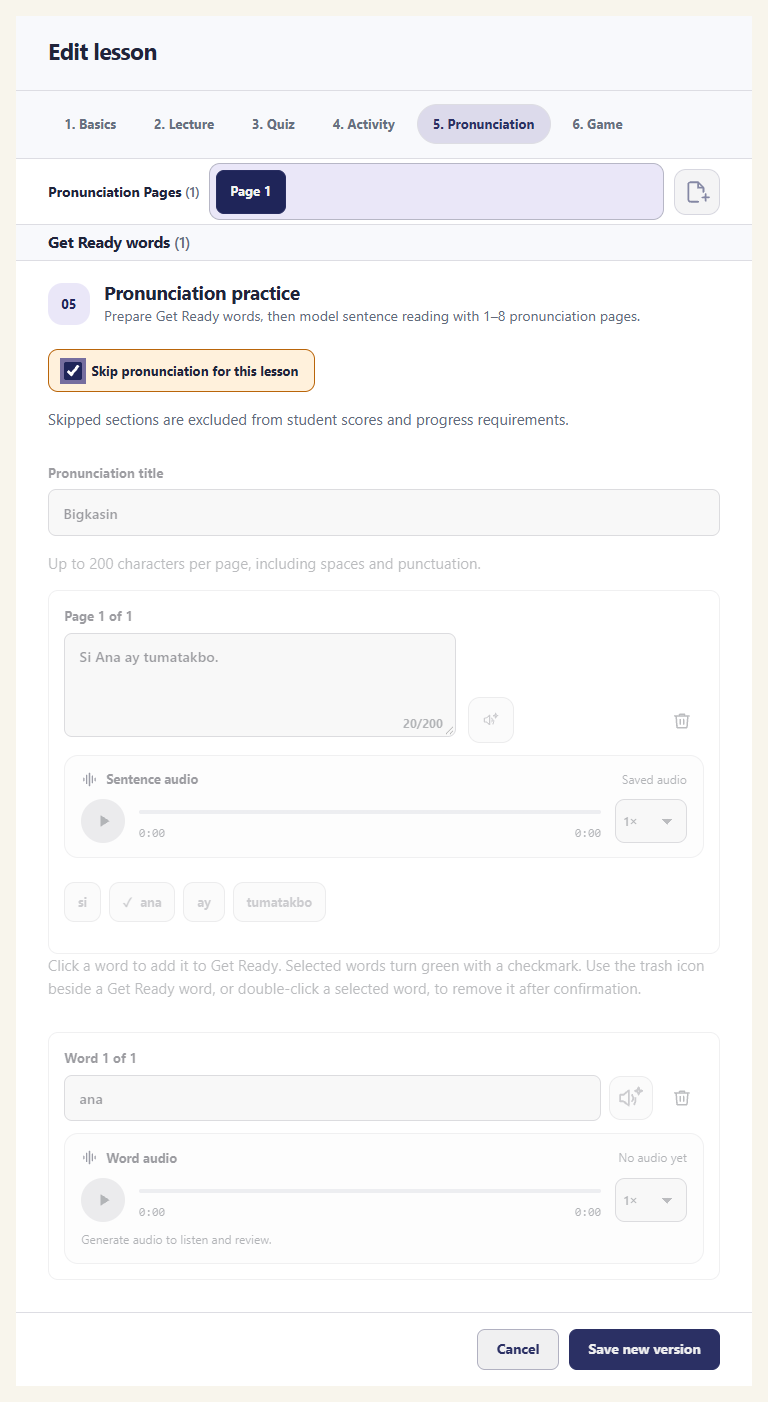 Edit lesson
1. Basics 2. Lecture 3. Quiz 4. Activity 5. Pronunciation 6. Game
Pronunciation Pages (1) Page 1
Get Ready words (1)
05 Pronunciation practice
Prepare Get Ready words, then model sentence reading with 1–8 pronunciation pages.
Skip pronunciation for this lesson
Skipped sections are excluded from student scores and progress requirements.
Pronunciation title
Bigkasin
Up to 200 characters per page, including spaces and punctuation.
Page 1 of 1
Si Ana ay tumatakbo.
20/200
Sentence audio Saved audio
1×
0:00 0:00
si ✓ ana ay tumatakbo
Click a word to add it to Get Ready. Selected words turn green with a checkmark. Use the trash icon
beside a Get Ready word, or double-click a selected word, to remove it after confirmation.
Word 1 of 1
ana
Word audio No audio yet
1×
0:00 0:00
Generate audio to listen and review.
Cancel Save new version